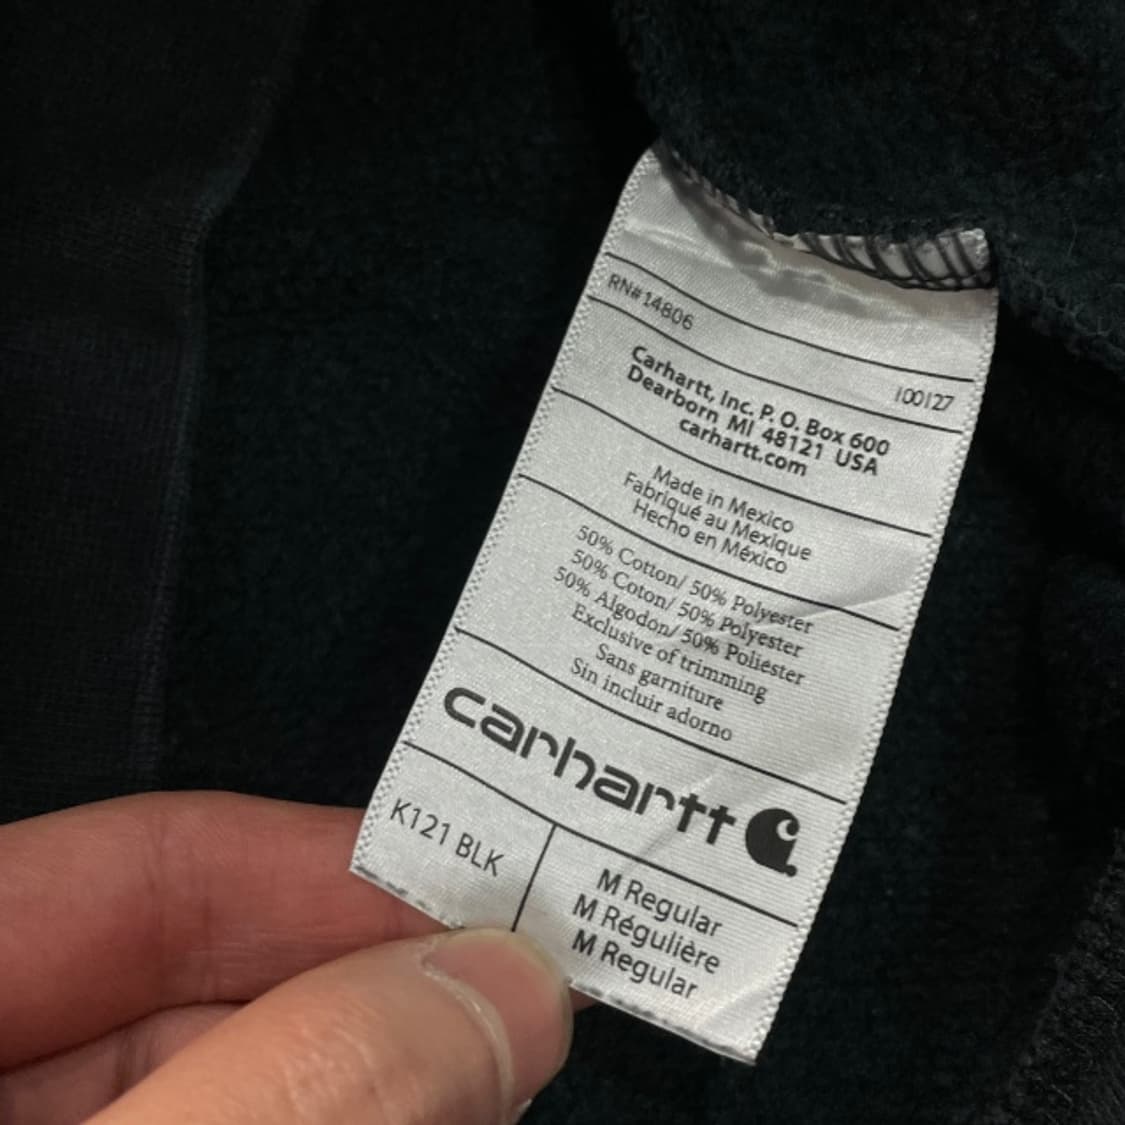 RN# 14806
100127
Carhartt, Inc. P. O. Box 600
Dearborn MI 48121 USA
carhartt.com
Made in Mexico
Fabriqué au Mexique
Hecho en México
50% Cotton/ 50% Polyester
50% Coton/ 50% Polyester
50% Algodon/ 50% Poliester
Exclusive of trimming
Sans garniture
Sin incluir adorno
carhartt
K121 BLK
M Regular
M Régulière
M Regular